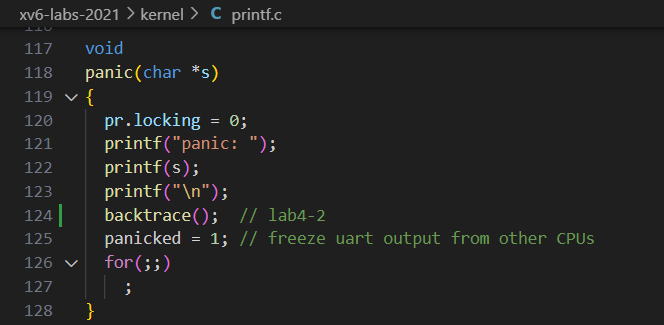 xv6-labs-2021 > kernel > C printf.c
117 void
118 panic(char *s)
119 {
120 pr.locking = 0;
121 printf("panic: ");
122 printf(s);
123 printf("\n");
124 backtrace();  // lab4-2
125 panicked = 1; // freeze uart output from other CPUs
126 for(;;)
127 ;
128 }